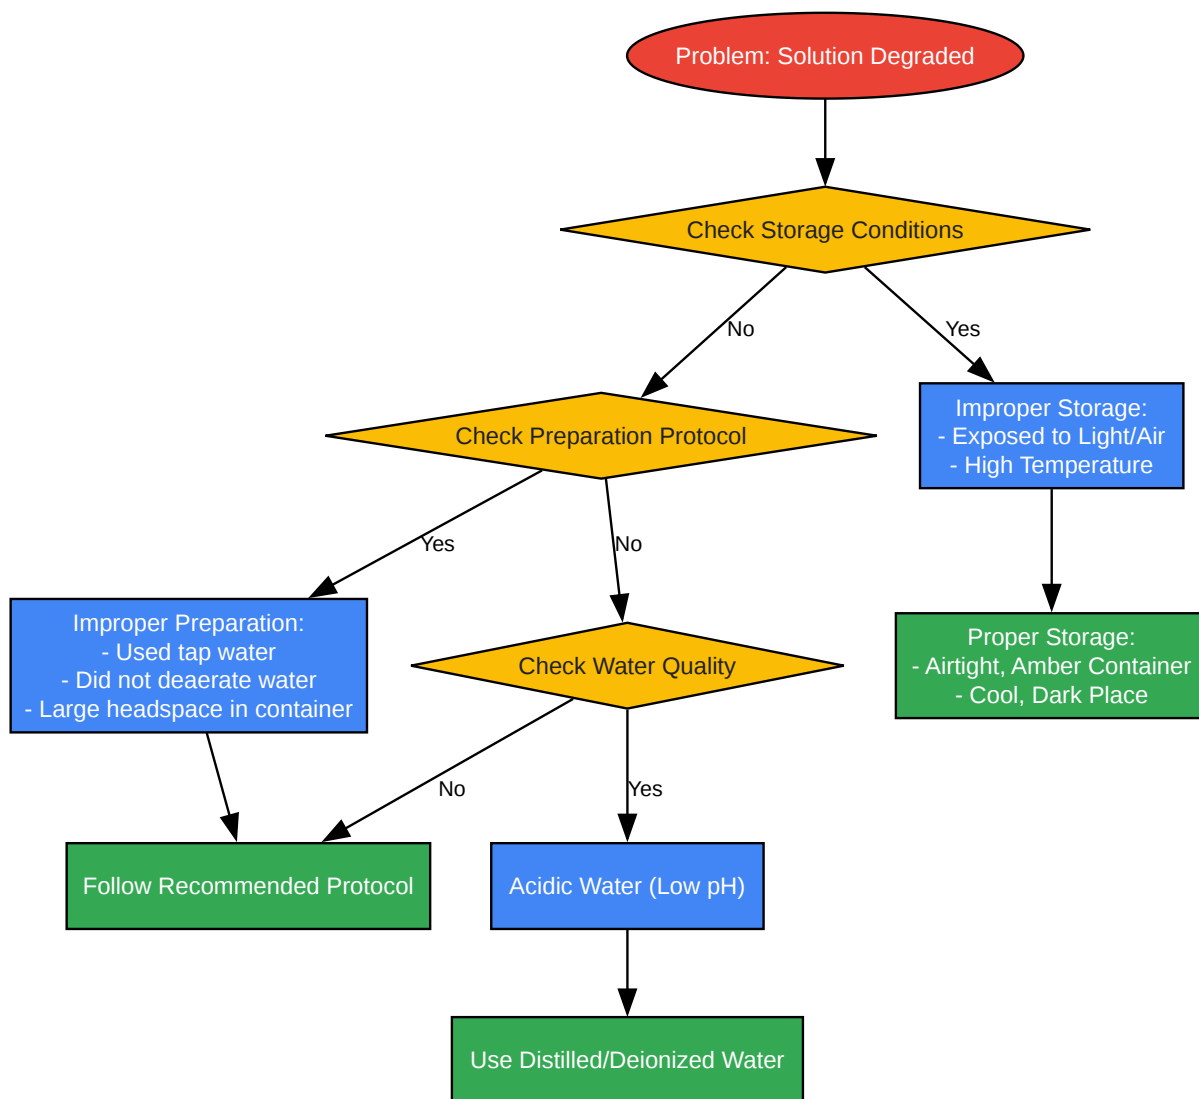 Problem: Solution Degraded
Check Storage Conditions
No
Yes
Improper Storage:
- Exposed to Light/Air
- High Temperature
Check Preparation Protocol
Yes
No
Improper Preparation:
- Used tap water
- Did not deaerate water
- Large headspace in container
Proper Storage:
- Airtight, Amber Container
- Cool, Dark Place
Check Water Quality
No
Yes
Follow Recommended Protocol
Acidic Water (Low pH)
Use Distilled/Deionized Water